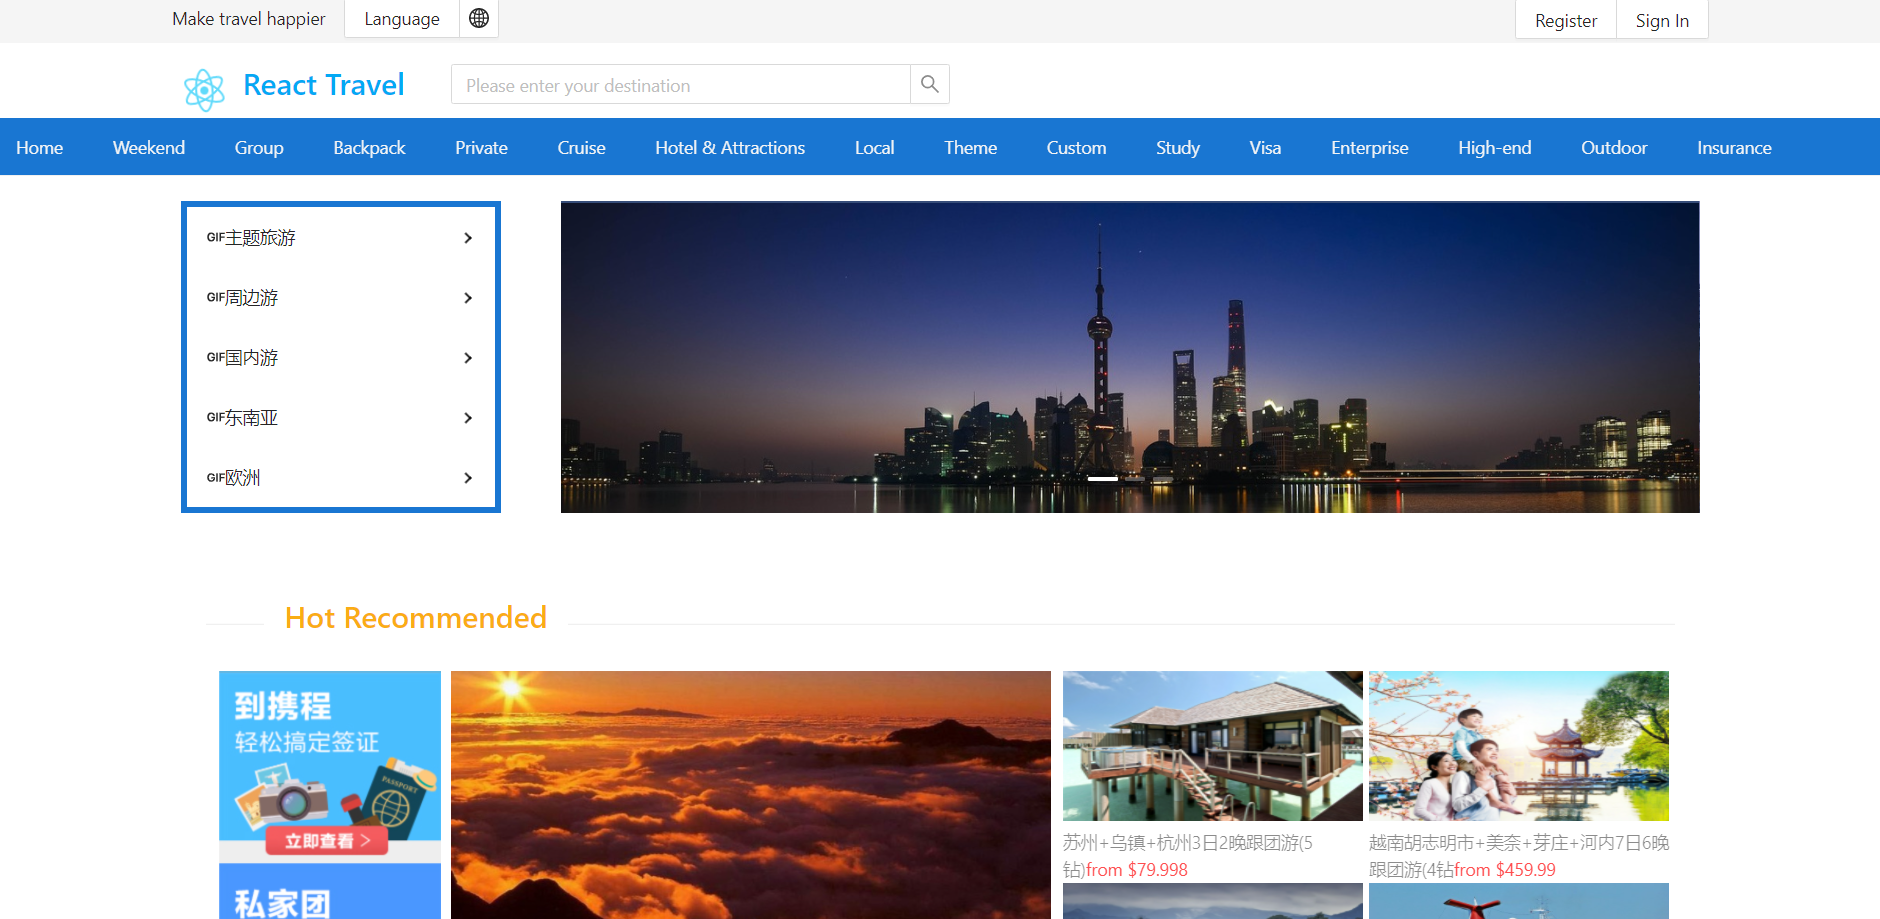 Make travel happier Language Register Sign In
React Travel Please enter your destination
Home Weekend Group Backpack Private Cruise Hotel & Attractions Local Theme Custom Study Visa Enterprise High-end Outdoor Insurance
GIF主题旅游
GIF周边游
GIF国内游
GIF东南亚
GIF欧洲
Hot Recommended
到携程
轻松搞定签证
PASSPORT
立即查看 >
私家团
苏州+乌镇+杭州3日2晚跟团游(5
钻)from $79.998
越南胡志明市+美奈+芽庄+河内7日6晚
跟团游(4钻from $459.99